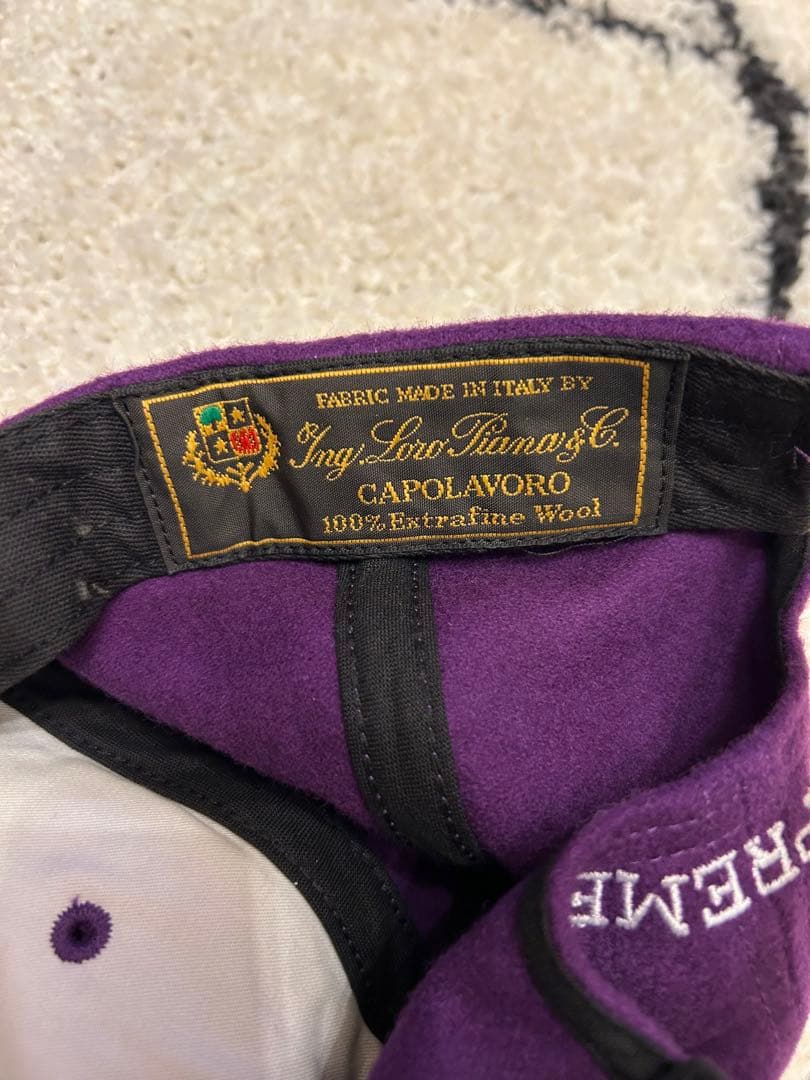 FABRIC MADE IN ITALY BY
Ing. Loro Piana & C.
CAPOLAVORO
100% Extrafine Wool
PREME